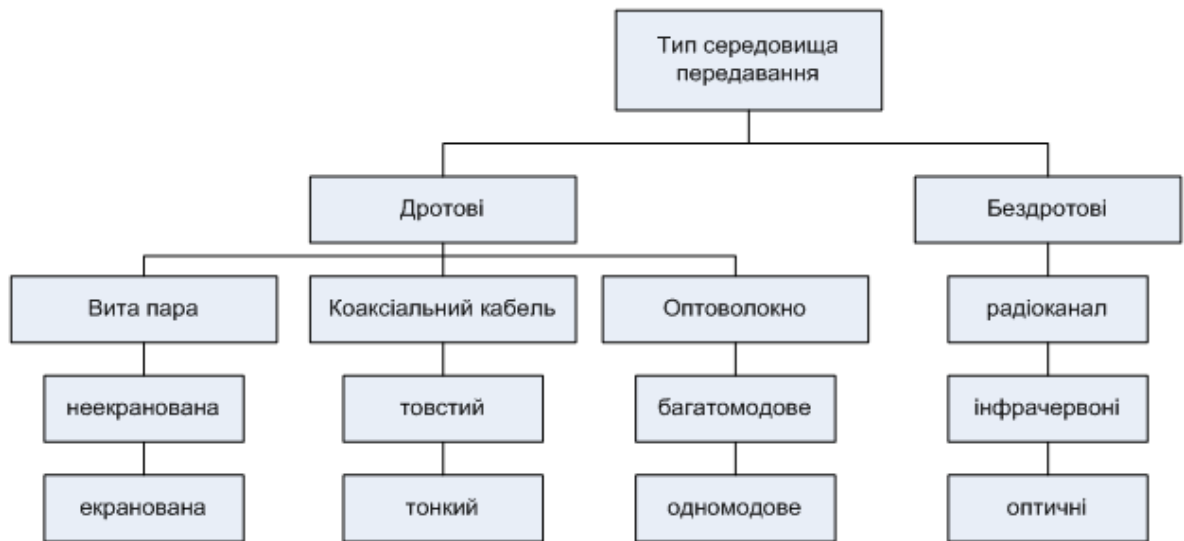 Тип середовища
передавання
Дротові
Бездротові
Вита пара
Коаксіальний кабель
Оптоволокно
радіоканал
неекранована
товстий
багатомодове
інфрачервоні
екранована
тонкий
одномодове
оптичні